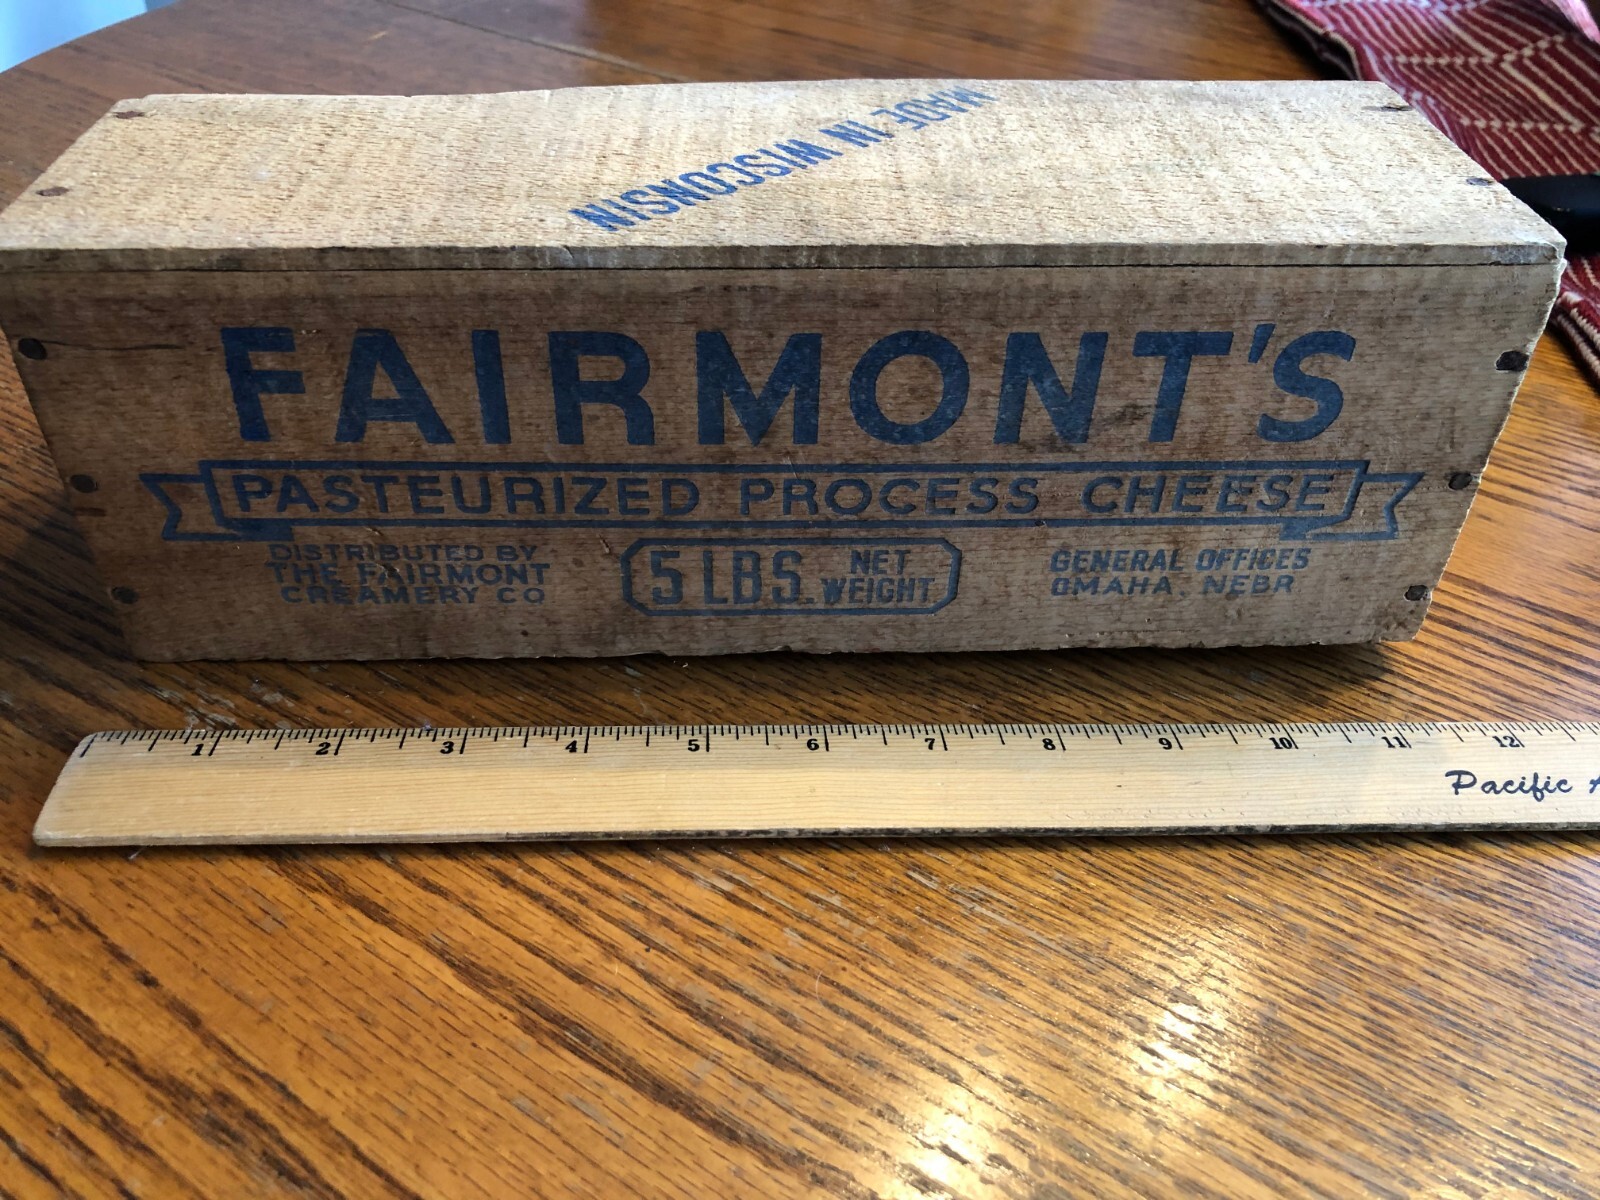 MADE IN WISCONSIN
FAIRMONT'S
PASTEURIZED PROCESS CHEESE
DISTRIBUTED BY
THE FAIRMONT
CREAMERY CO
5 LBS. NET
WEIGHT
GENERAL OFFICES
OMAHA, NEBR
1 2 3 4 5 6 7 8 9 10 11 12
Pacific